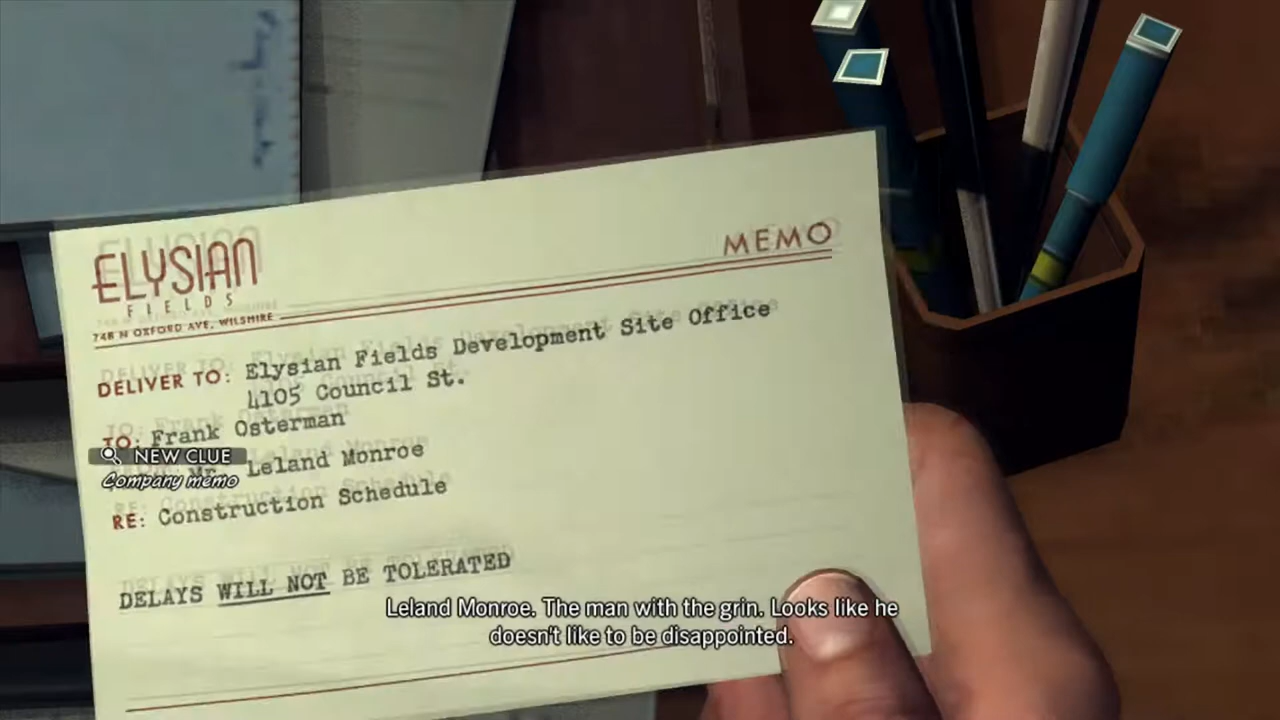 ELYSIAN
FIELDS
748 N OXFORD AVE, WILSHIRE
MEMO
DELIVER TO: Elysian Fields Development Site Office
4105 Council St.
TO: Frank Osterman
NEW CLUE
Mr. Leland Monroe
Company memo
RE: Construction Schedule
DELAYS WILL NOT BE TOLERATED
Leland Monroe. The man with the grin. Looks like he
doesn't like to be disappointed.